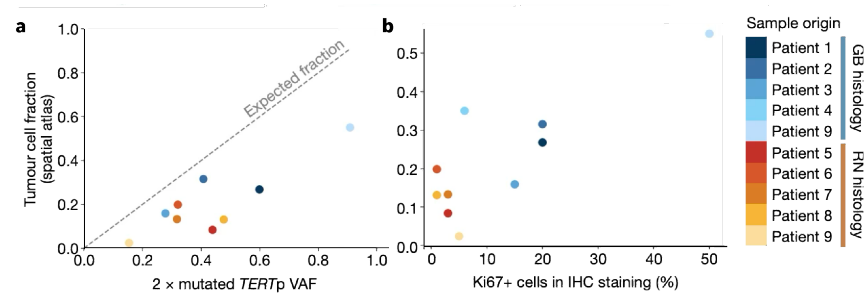 a
1.0
0.8
0.6
0.4
0.2
0.0
Tumour cell fraction
(spatial atlas)
Expected fraction
0.0 0.2 0.4 0.6 0.8 1.0
2 × mutated TERTp VAF
b
0.5
0.4
0.3
0.2
0.1
0.0
0 10 20 30 40 50
Ki67+ cells in IHC staining (%)
Sample origin
Patient 1
Patient 2
Patient 3
Patient 4
Patient 9
Patient 5
Patient 6
Patient 7
Patient 8
Patient 9
GB histology
RN histology